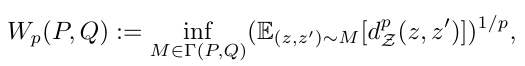 $W_p(P, Q) := \inf_{M \in \Gamma(P,Q)} (\mathbb{E}_{(z,z') \sim M}[d^p_{\mathcal{Z}}(z, z')])^{1/p},$